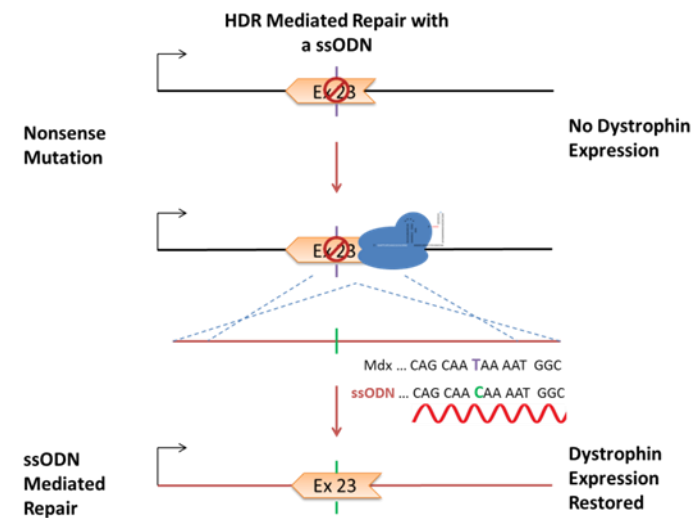 HDR Mediated Repair with
a ssODN
Ex 23
Nonsense
Mutation
No Dystrophin
Expression
Ex 23
Mdx ... CAG CAA TAA AAT GGC
ssODN ... CAG CAA CAA AAT GGC
ssODN
Mediated
Repair
Ex 23
Dystrophin
Expression
Restored